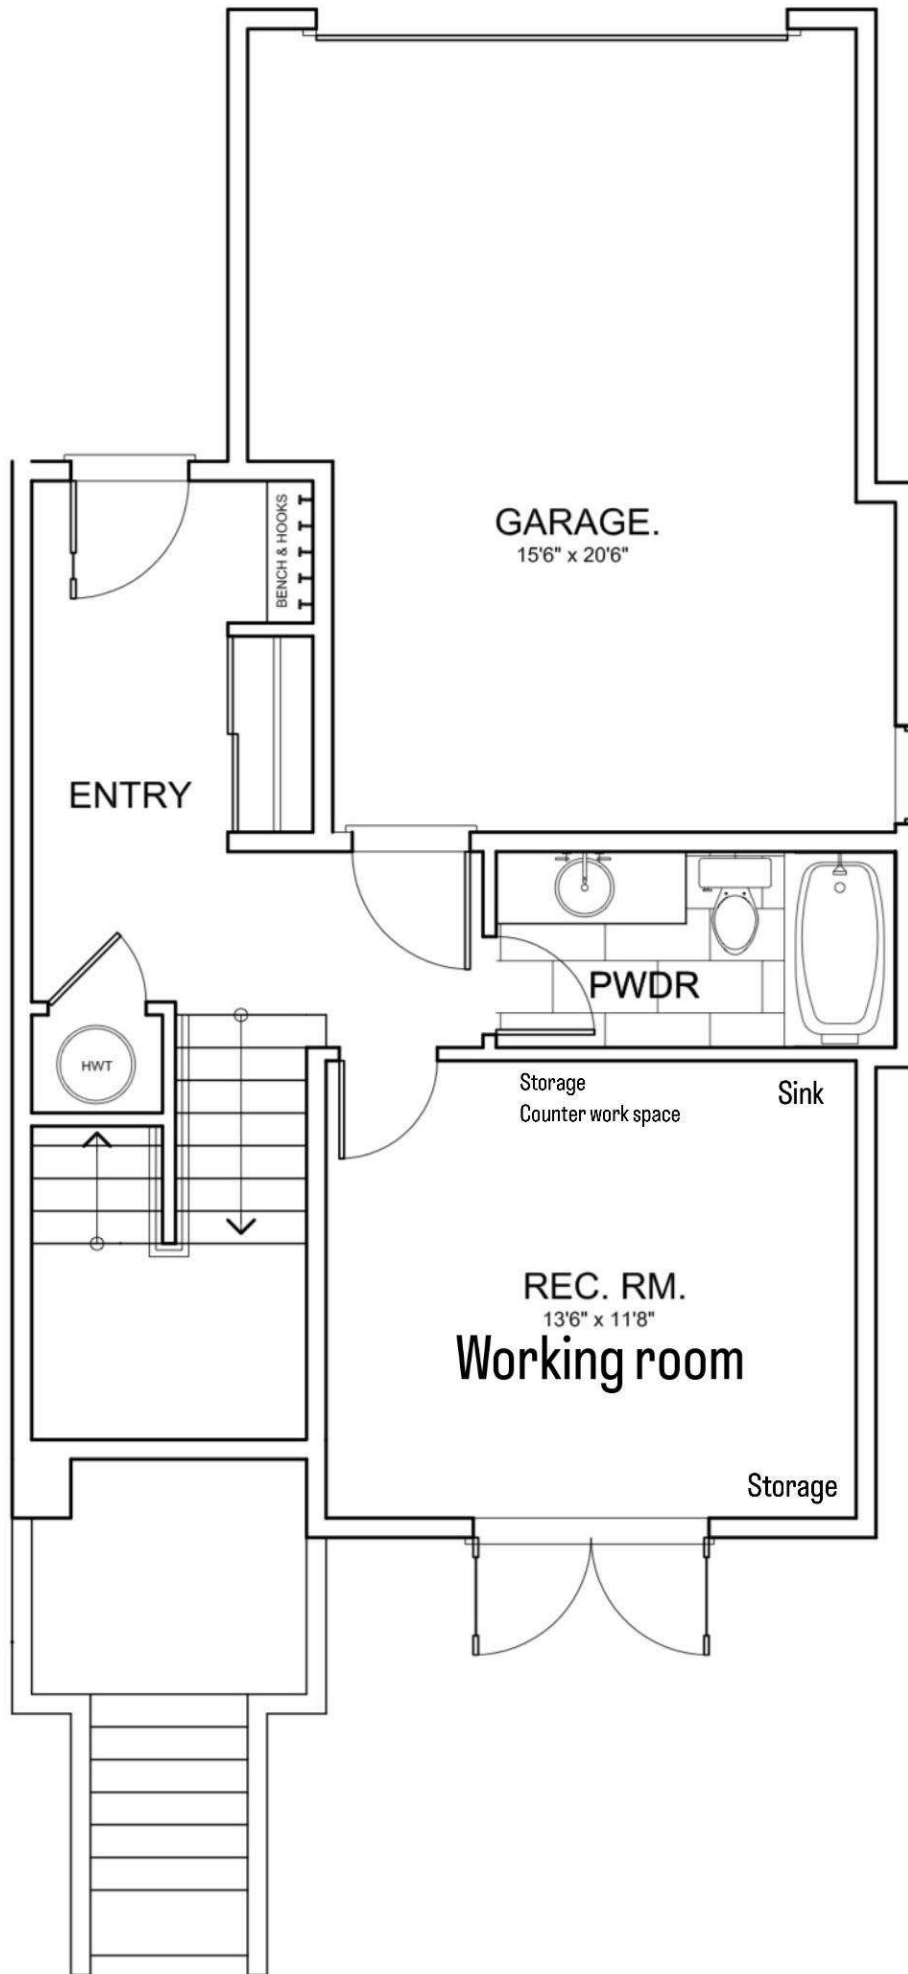 BENCH & HOOKS
GARAGE.
15'6" x 20'6"
ENTRY
PWDR
HWT
Storage
Counter work space
Sink
REC. RM.
13'6" x 11'8"
Working room
Storage